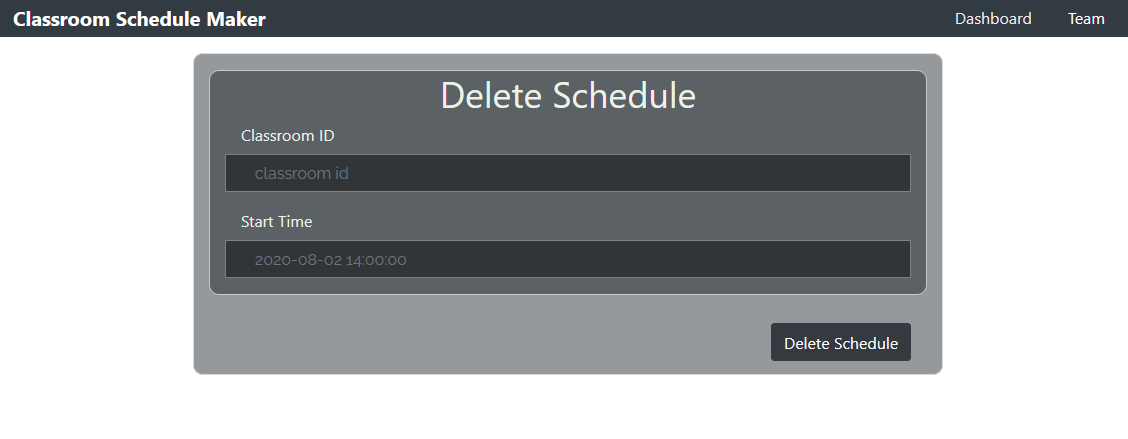 Classroom Schedule Maker Dashboard Team
Delete Schedule
Classroom ID
classroom id
Start Time
2020-08-02 14:00:00
Delete Schedule